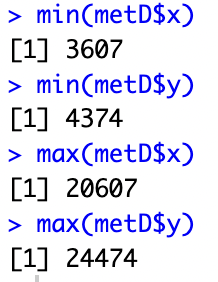 > min(metD$x)
[1] 3607
> min(metD$y)
[1] 4374
> max(metD$x)
[1] 20607
> max(metD$y)
[1] 24474